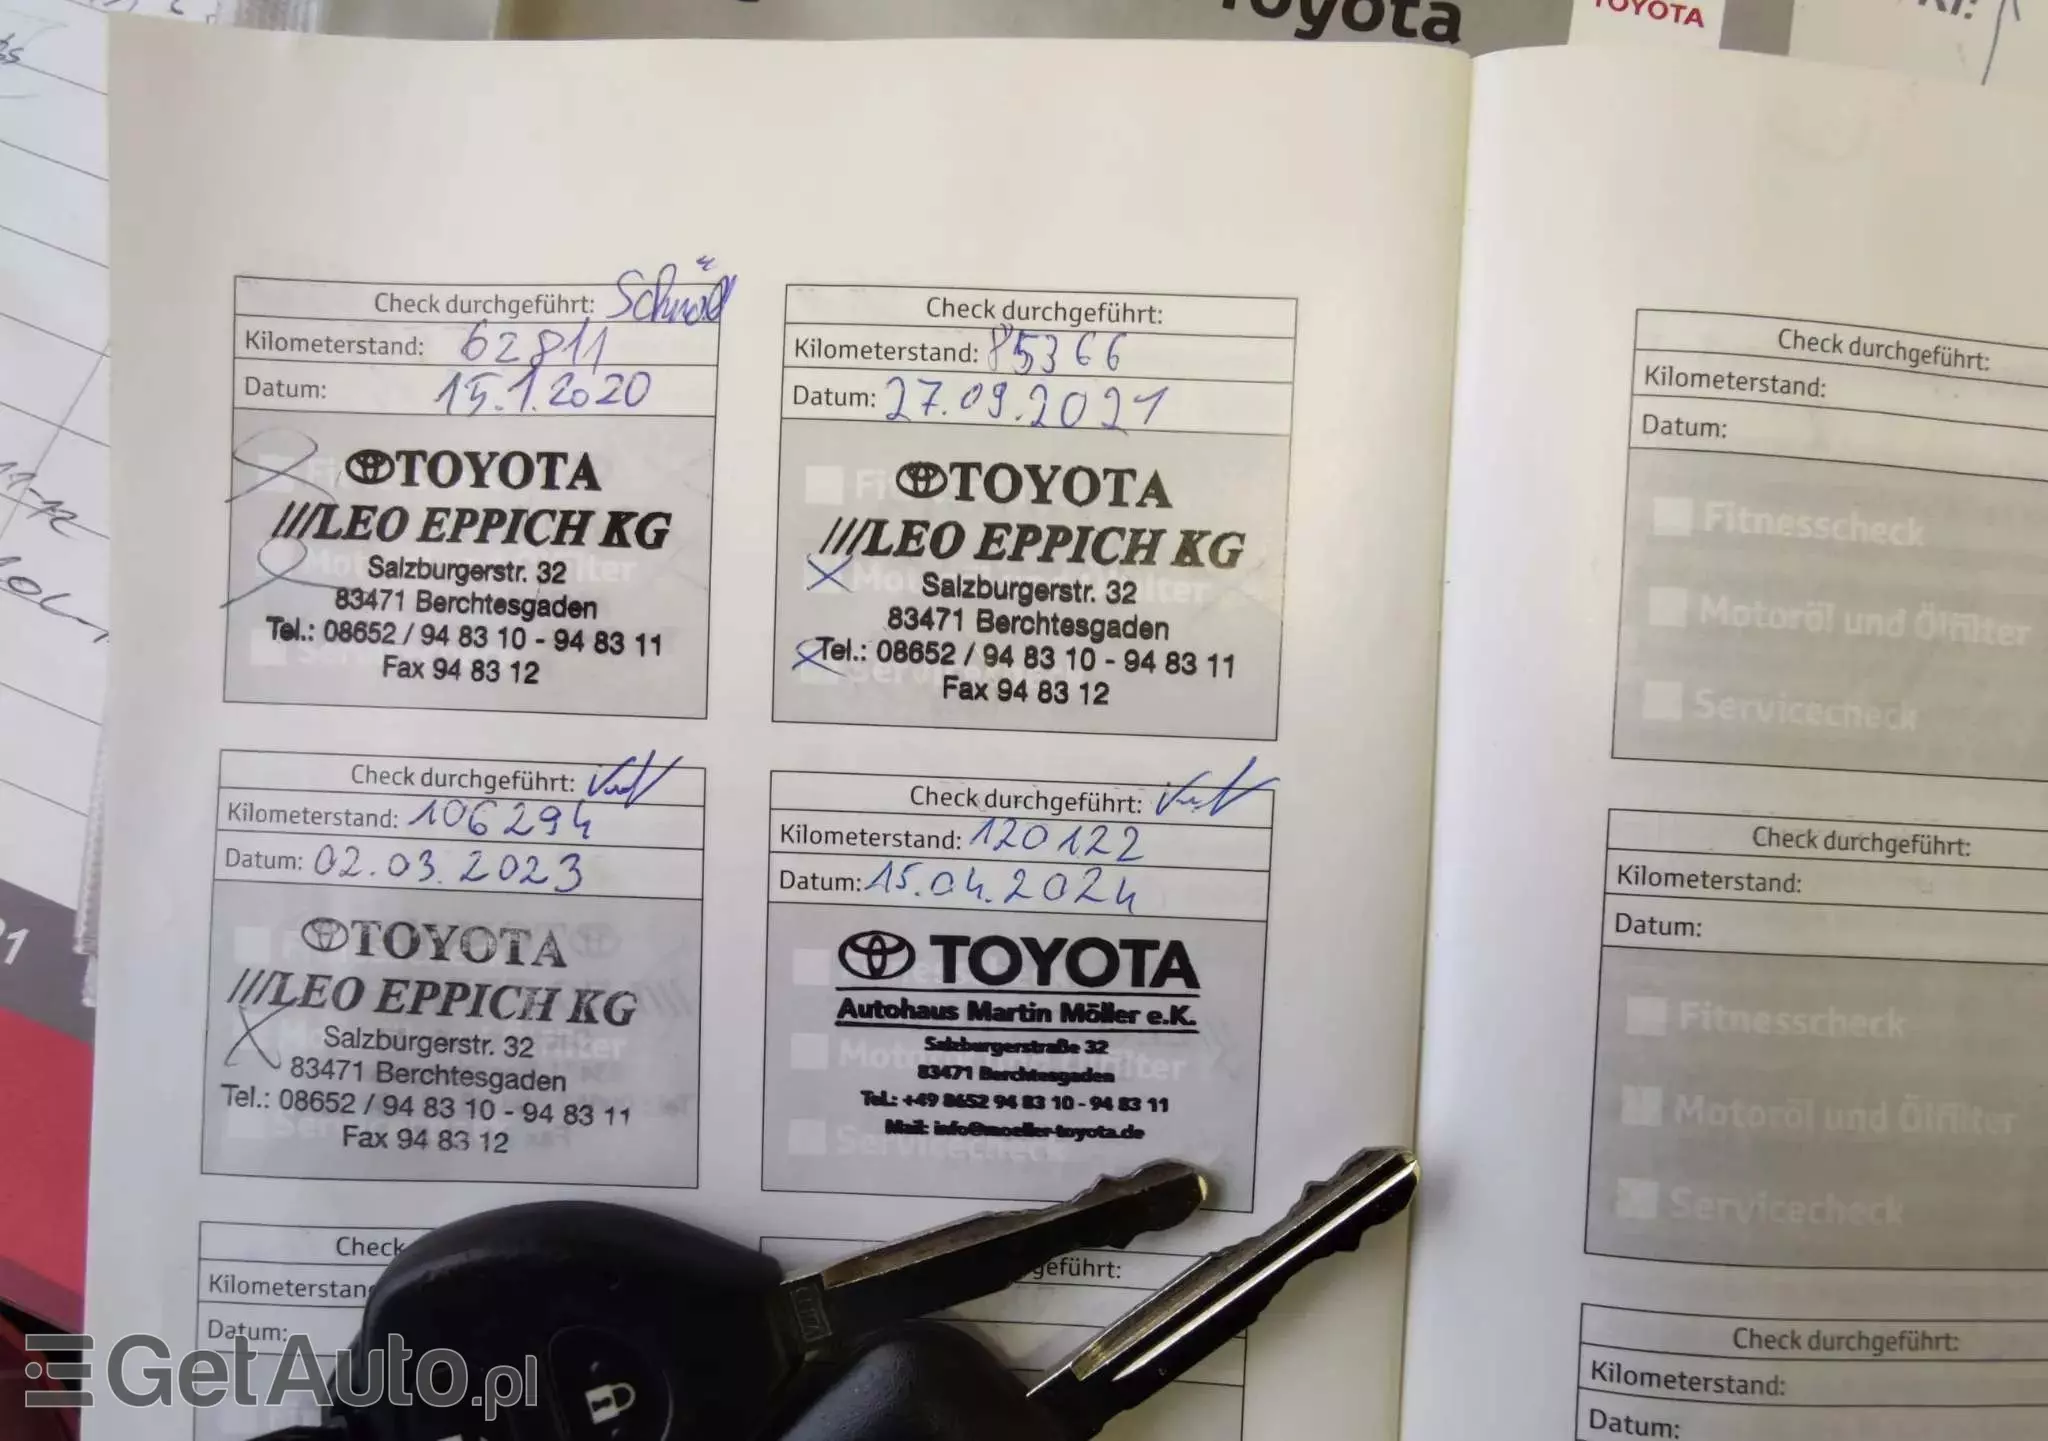 Toyota
TOYOTA
Check durchgeführt: Schnöll
Kilometerstand: 62811
Datum: 15.1.2020
TOYOTA
///LEO EPPICH KG
Salzburgerstr. 32
83471 Berchtesgaden
Tel.: 08652 / 94 83 10 - 94 83 11
Fax 94 83 12
Check durchgeführt:
Kilometerstand: 85366
Datum: 27.09.2021
TOYOTA
///LEO EPPICH KG
Salzburgerstr. 32
83471 Berchtesgaden
Tel.: 08652 / 94 83 10 - 94 83 11
Fax 94 83 12
Check durchgeführt:
Kilometerstand: 106294
Datum: 02.03.2023
TOYOTA
///LEO EPPICH KG
Salzburgerstr. 32
83471 Berchtesgaden
Tel.: 08652 / 94 83 10 - 94 83 11
Fax 94 83 12
Check durchgeführt:
Kilometerstand: 120122
Datum: 15.04.2024
TOYOTA
Autohaus Martin Möller e.K.
Salzburgerstraße 32
83471 Berchtesgaden
Tel.: +49 8652 94 83 10 - 94 83 11
Mail: info@moeller-toyota.de
Servicecheck
Check
Kilometerstan
Datum:
geführt:
Check durchgeführt:
Kilometerstand:
Datum:
Fitnesscheck
Motoröl und Ölfilter
Servicecheck
Check durchgeführt:
Kilometerstand:
Datum:
Fitnesscheck
Motoröl und Ölfilter
Servicecheck
Check durchgeführt:
Kilometerstand:
Datum:
GetAuto.pl